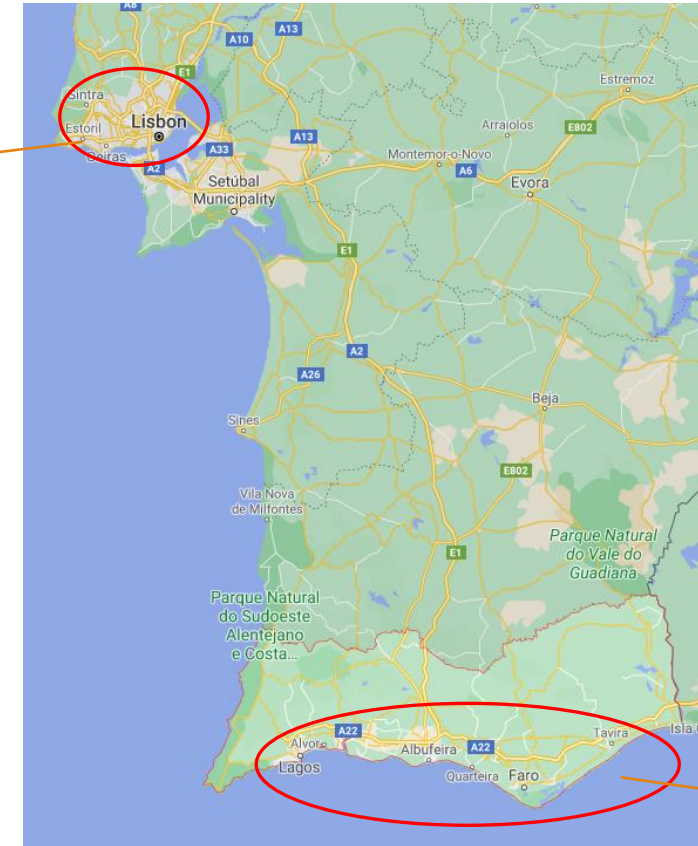 A8
A13
A10
E1
Estremoz
Sintra
Lisbon
Arraiolos
E802
Estoril
A13
Oeiras
A33
Montemor-o-Novo
A2
A6
Setúbal
Municipality
Evora
E1
A2
A26
Beja
Sines
E802
Vila Nova
de Milfontes
Parque Natural
do Vale do
Guadiana
E1
Parque Natural
do Sudoeste
Alentejano
e Costa...
A22
Tavira
Isla
Alvor
Albufeira
A22
Lagos
Quarteira
Faro